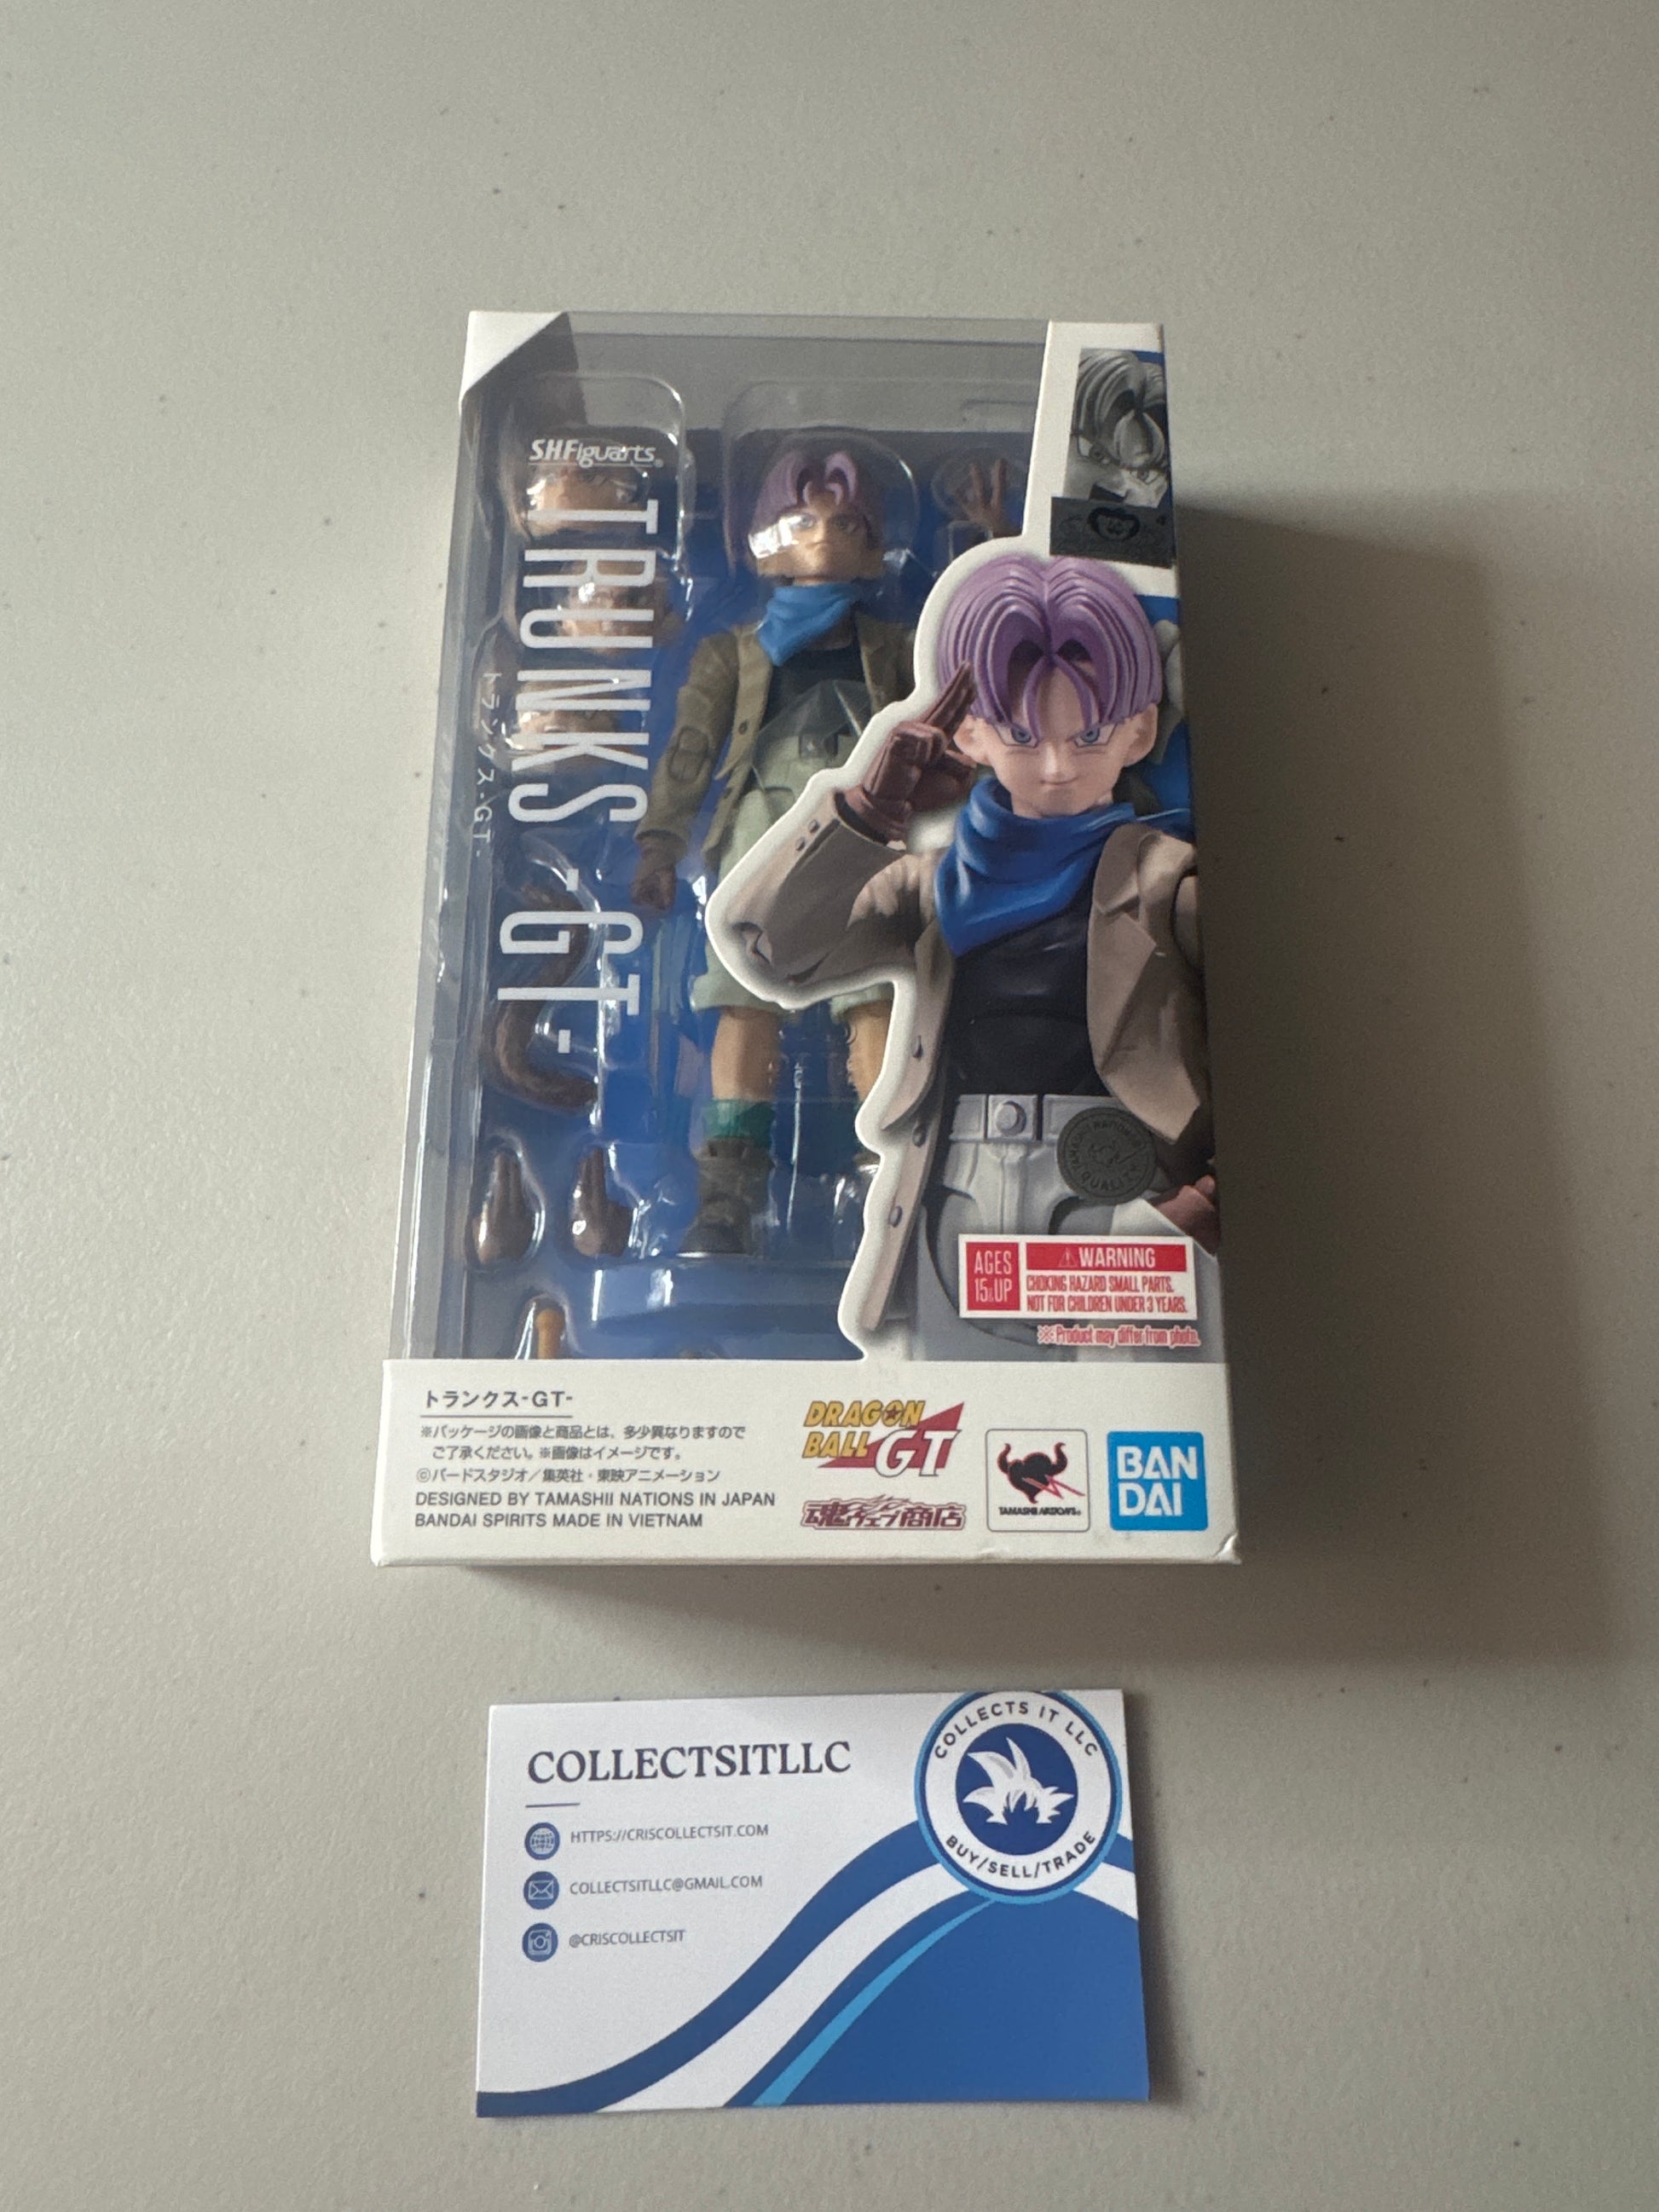 SHFiguarts
TRUNKS -GT-
トランクス-GT-
TAMASHII NATIONS
QUALITY
AGES
15&UP
⚠WARNING
CHOKING HAZARD SMALL PARTS.
NOT FOR CHILDREN UNDER 3 YEARS.
※Product may differ from photo.
トランクス-GT-
※パッケージの画像と商品とは、多少異なりますので
ご了承ください。※画像はイメージです。
©バードスタジオ／集英社・東映アニメーション
DESIGNED BY TAMASHII NATIONS IN JAPAN
BANDAI SPIRITS MADE IN VIETNAM
DRAGON
BALL GT
魂ウェブ商店
TAMASHII NATIONS
BAN
DAI
COLLECTSITLLC
HTTPS://CRISCOLLECTSIT.COM
COLLECTSITLLC@GMAIL.COM
@CRISCOLLECTSIT
COLLECTS IT LLC
BUY/SELL/TRADE